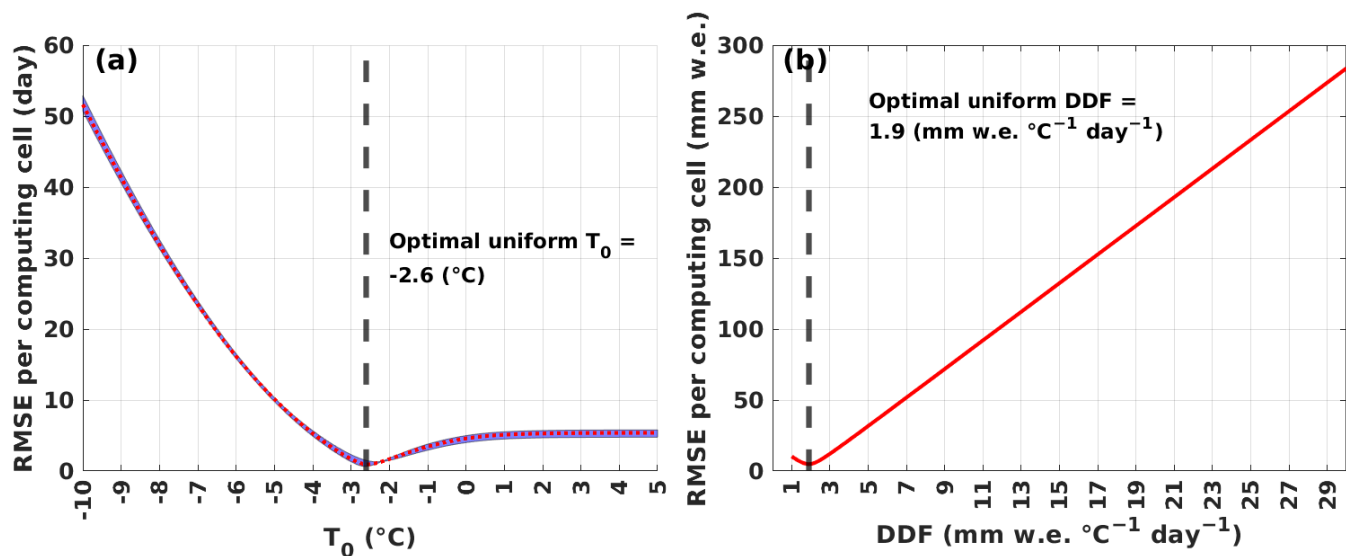 (a)
RMSE per computing cell (day)
60
50
40
30
20
10
0
Optimal uniform T₀ =
-2.6 (°C)
-10 -9 -8 -7 -6 -5 -4 -3 -2 -1 0 1 2 3 4 5
T₀ (°C)
(b)
RMSE per computing cell (mm w.e.)
300
250
200
150
100
50
0
Optimal uniform DDF =
1.9 (mm w.e. °C⁻¹ day⁻¹)
1 3 5 7 9 11 13 15 17 19 21 23 25 27 29
DDF (mm w.e. °C⁻¹ day⁻¹)